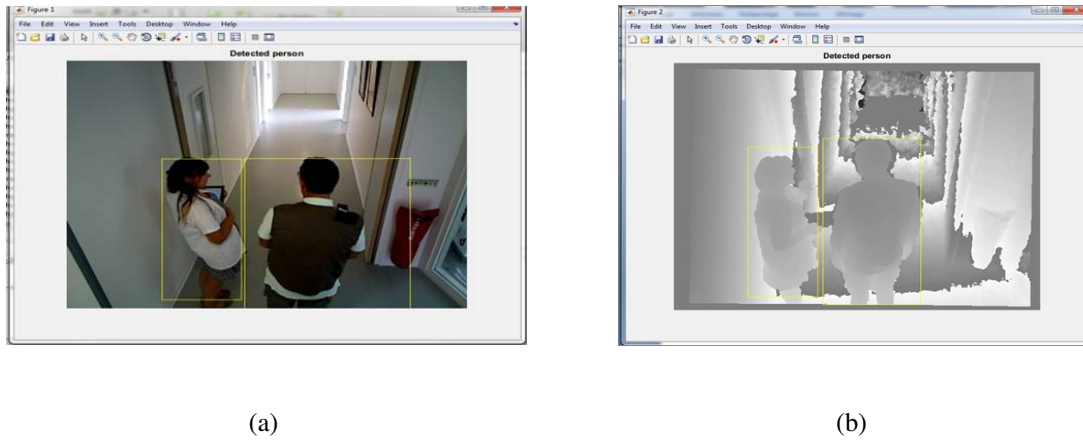 Figure 1
File Edit View Insert Tools Desktop Window Help
Detected person
(a)
Figure 2
File Edit View Insert Tools Desktop Window Help
Detected person
(b)